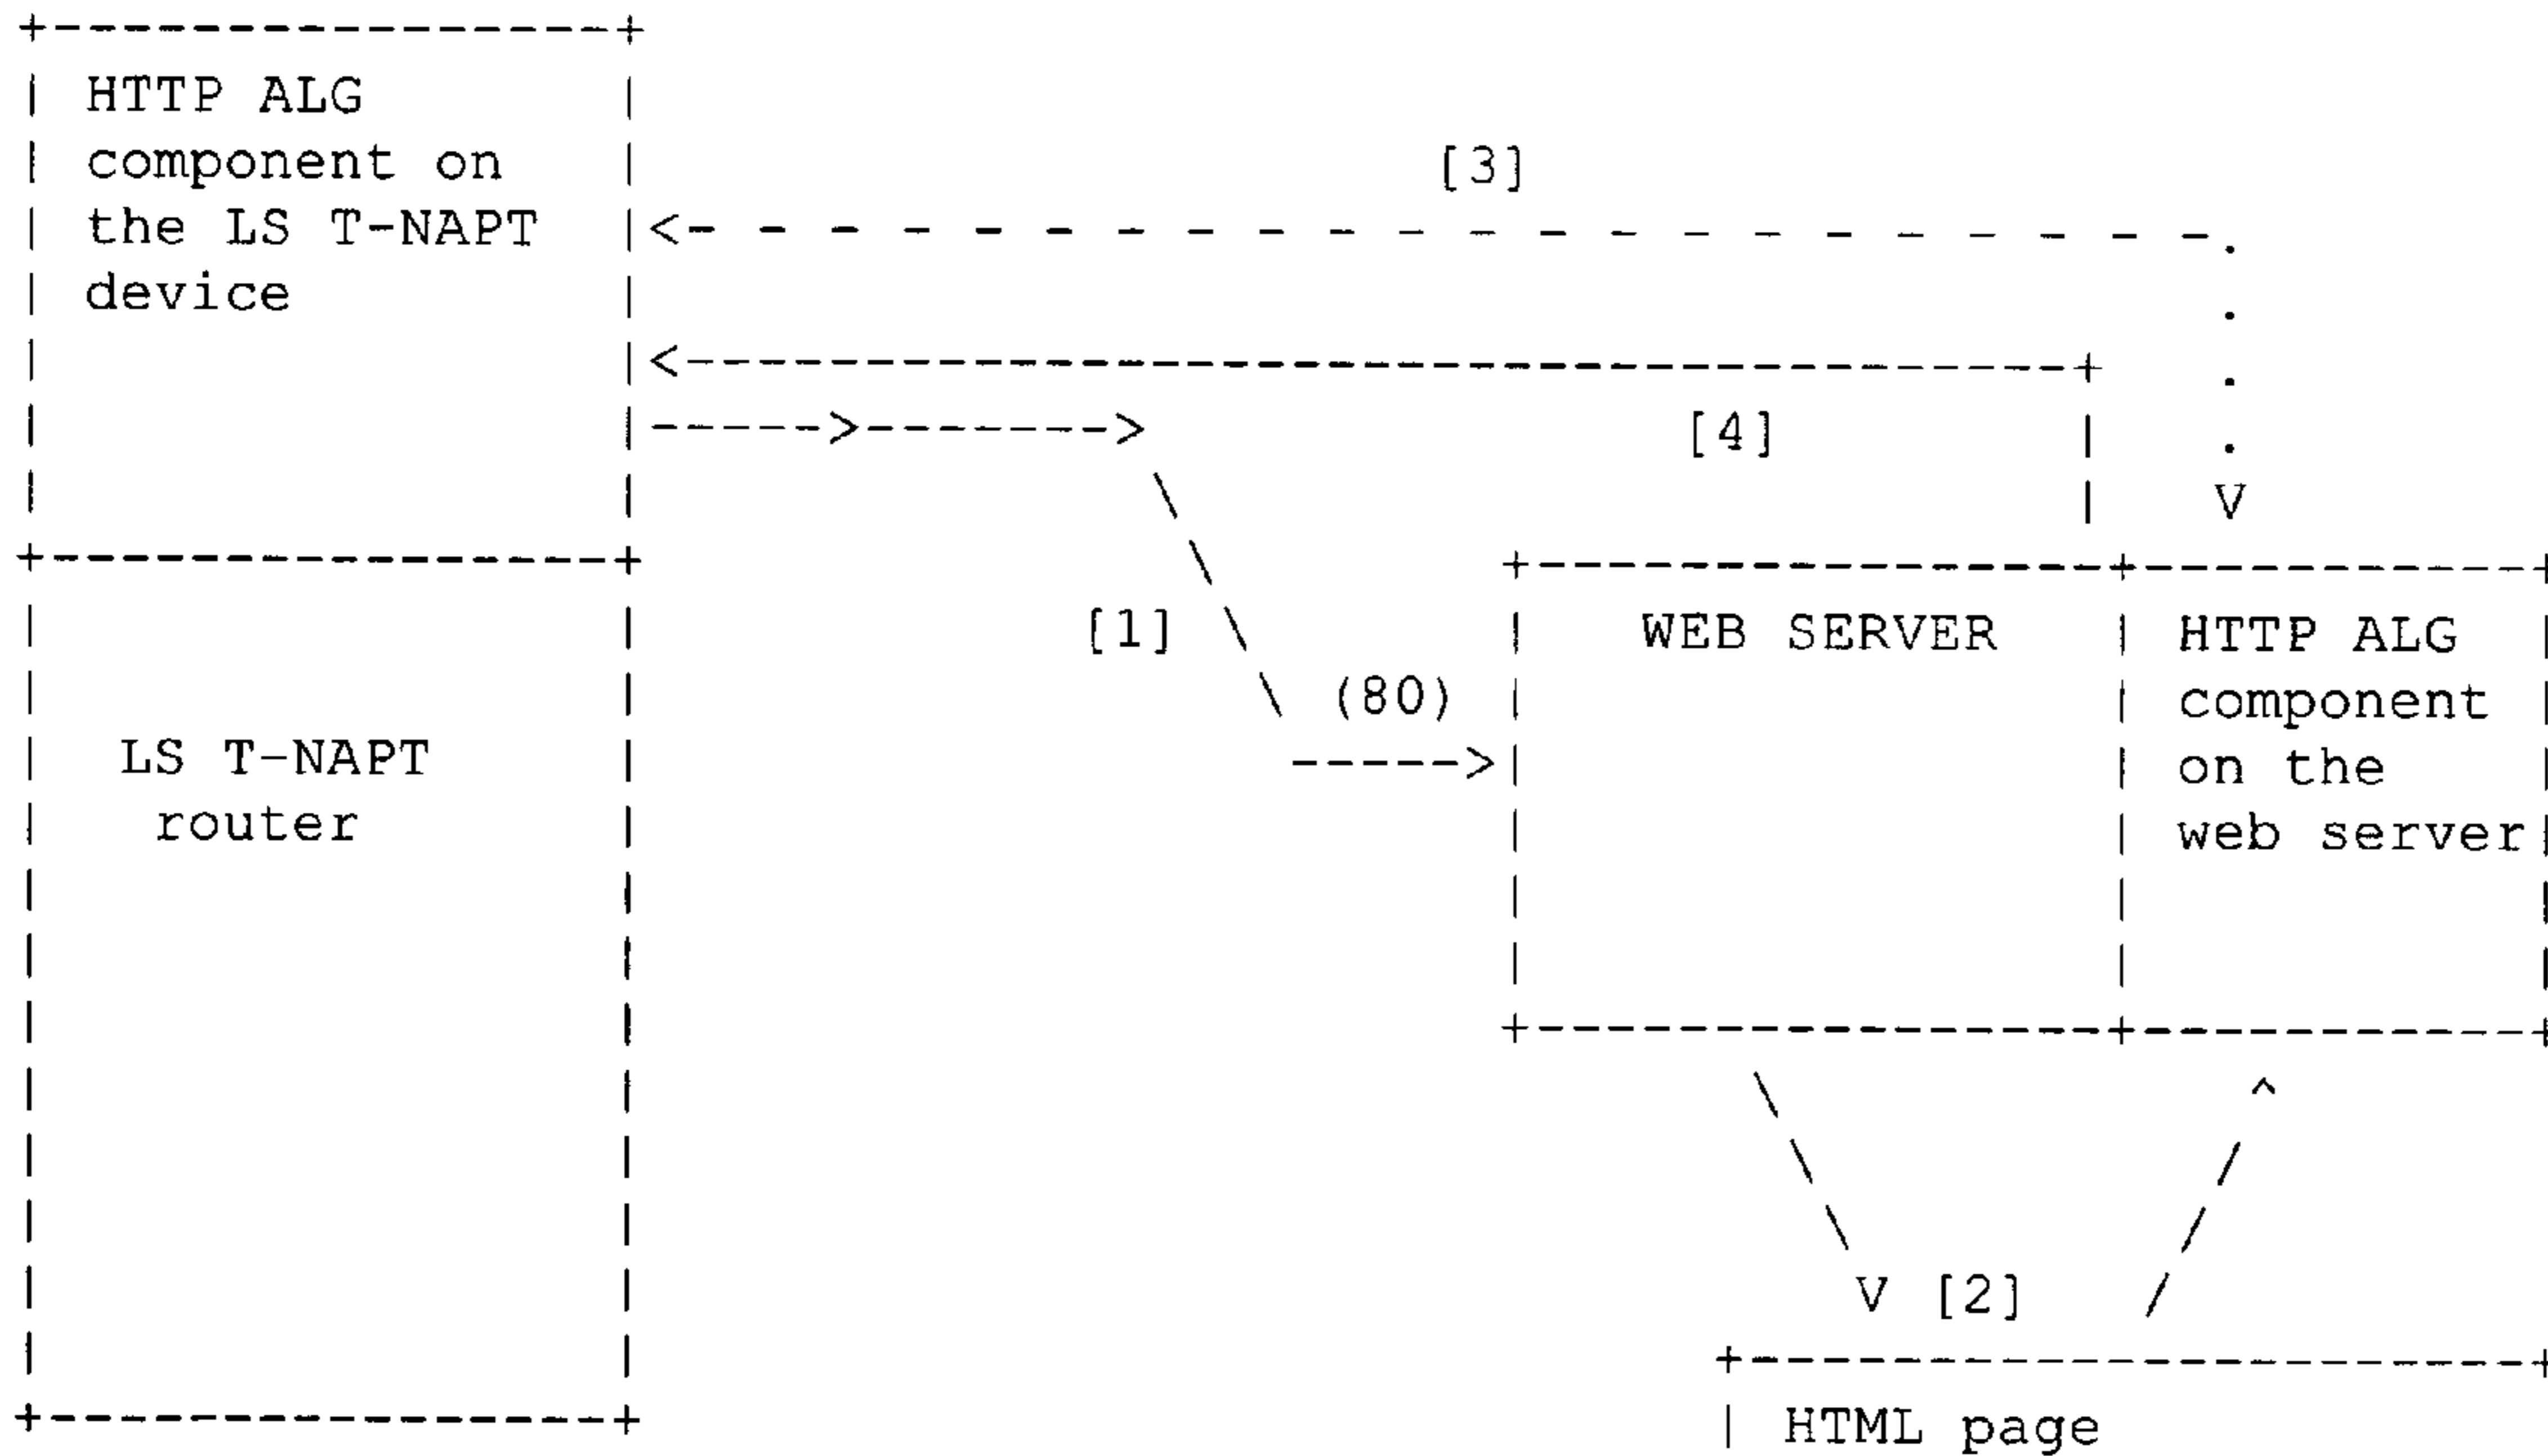 HTTP ALG
component on
the LS T-NAPT
device
[3]
[4]
[1]
(80)
LS T-NAPT
router
WEB SERVER
HTTP ALG
component
on the
web server
[2]
HTML page